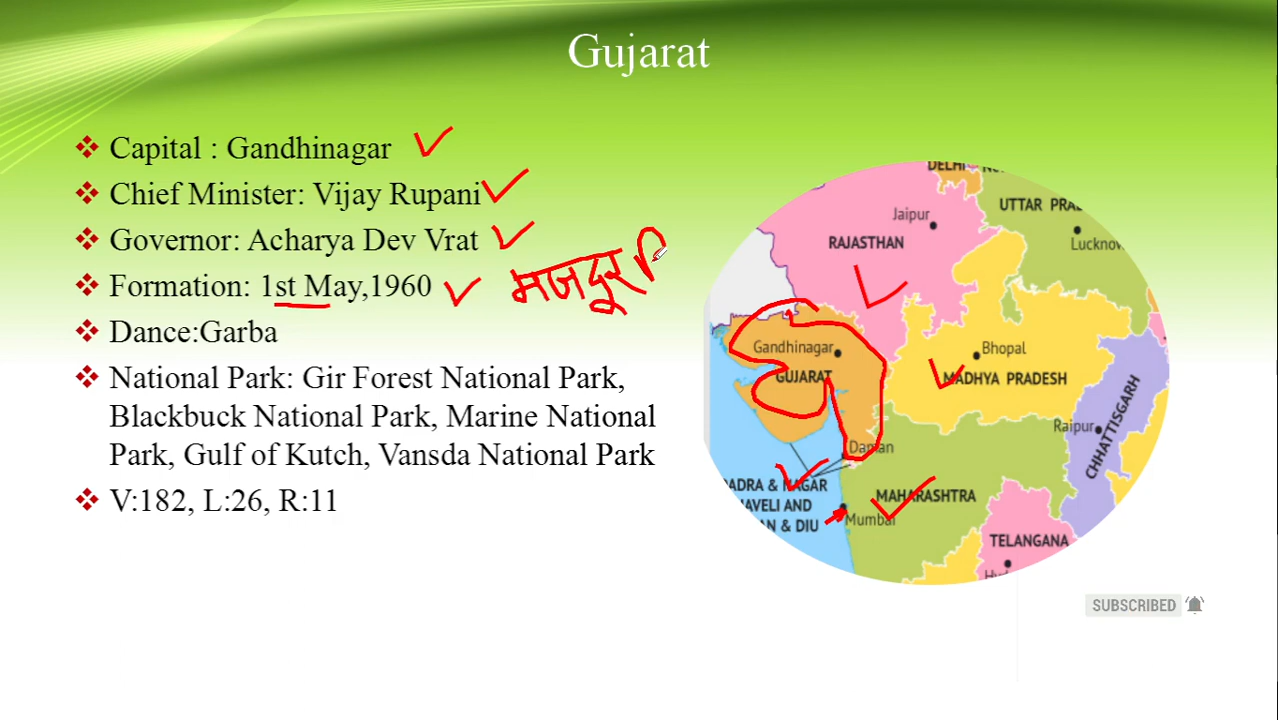 Gujarat
❖ Capital : Gandhinagar
❖ Chief Minister: Vijay Rupani
❖ Governor: Acharya Dev Vrat
❖ Formation: 1st May,1960
मजदूर
❖ Dance:Garba
❖ National Park: Gir Forest National Park,
Blackbuck National Park, Marine National
Park, Gulf of Kutch, Vansda National Park
❖ V:182, L:26, R:11
DELHI
UTTAR PRA
Jaipur
RAJASTHAN
Lucknow
Gandhinagar
GUJARAT
Bhopal
MADHYA PRADESH
CHHATTISGARH
Raipur
Daman
ADRA & NAGAR
HAVELI AND
AN & DIU
MAHARASHTRA
Mumbai
TELANGANA
SUBSCRIBED